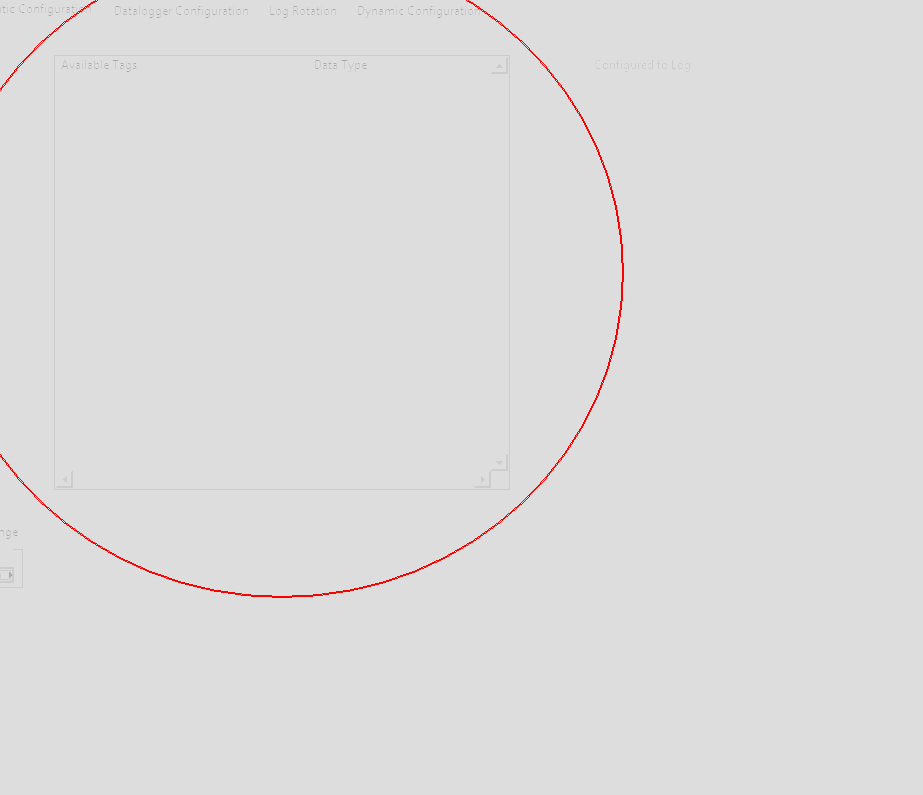 tic Configuration Datalogger Configuration Log Rotation Dynamic Configuration
Available Tags Data Type Configured to Log
nge